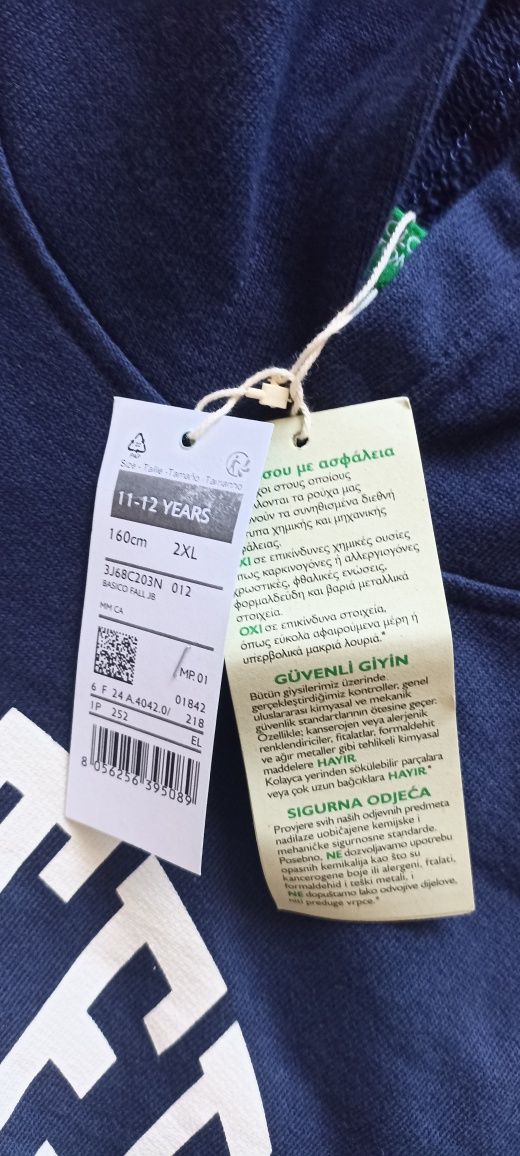 Size - Taille - Tamaño - Tamanho
11-12 YEARS
160cm 2XL
3J68C203N 012
BASICO FALL JB
MM CA
MP.01
6 F 24 A.4042.0/ 01842
1P 252 218
EL
8 056256 395089
σου με ασφάλεια
στους οποίους
τα ρούχα μας
τα συνηθισμένα διεθνή
χημικής και μηχανικής
σε επικίνδυνες χημικές ουσίες
όπως καρκινογόνες ή αλλεργιογόνες
χρωστικές, φθαλικές ενώσεις,
φορμαλδεΰδη και βαριά μεταλλικά
στοιχεία.
ΟΧΙ σε επικίνδυνα στοιχεία,
όπως εύκολα αφαιρούμενα μέρη ή
υπερβολικά μακριά λουριά.*
GÜVENLİ GİYİN
Bütün giysilerimiz üzerinde
gerçekleştirdiğimiz kontroller, genel
uluslararası kimyasal ve mekanik
güvenlik standartlarının ötesine geçer.
Özellikle; kanserojen veya alerjenik
renklendiriciler, fitalatlar, formaldehit
ve ağır metaller gibi tehlikeli kimyasal
maddelere HAYIR.
Kolayca yerinden sökülebilir parçalara
veya çok uzun bağcıklara HAYIR.*
SIGURNA ODJEĆA
Provjere svih naših odjevnih predmeta
nadilaze uobičajene kemijske i
mehaničke sigurnosne standarde.
Posebno, NE dozvoljavamo upotrebu
opasnih kemikalija kao što su
kancerogene boje ili alergeni, ftalati,
formaldehid i teški metali, i
NE dopuštamo lako odvojive dijelove,
niti preduge vrpce.*